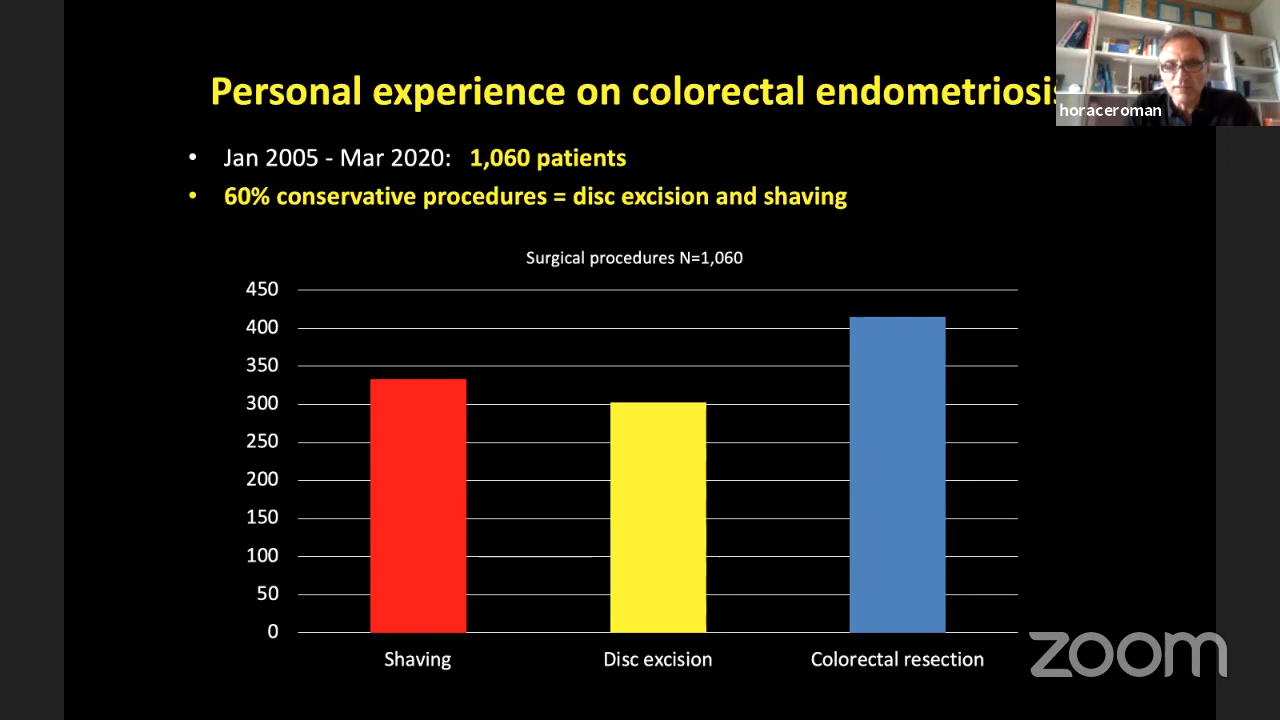 Personal experience on colorectal endometriosis
horaceroman
• Jan 2005 - Mar 2020: 1,060 patients
• 60% conservative procedures = disc excision and shaving
Surgical procedures N=1,060
450
400
350
300
250
200
150
100
50
0
Shaving Disc excision Colorectal resection
zoom